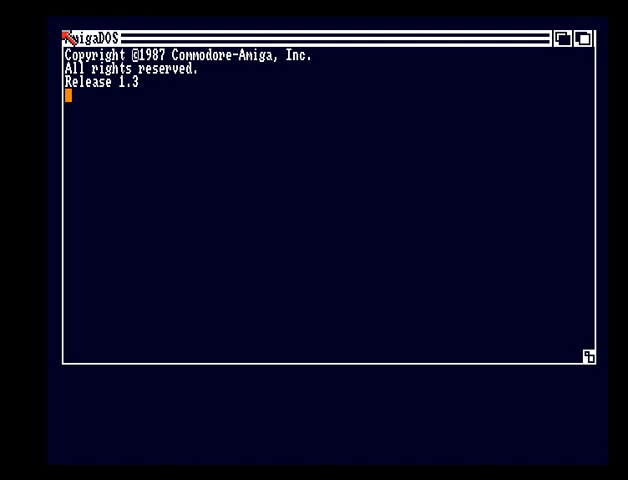 AmigaDOS
Copyright ©1987 Commodore-Amiga, Inc.
All rights reserved.
Release 1.3